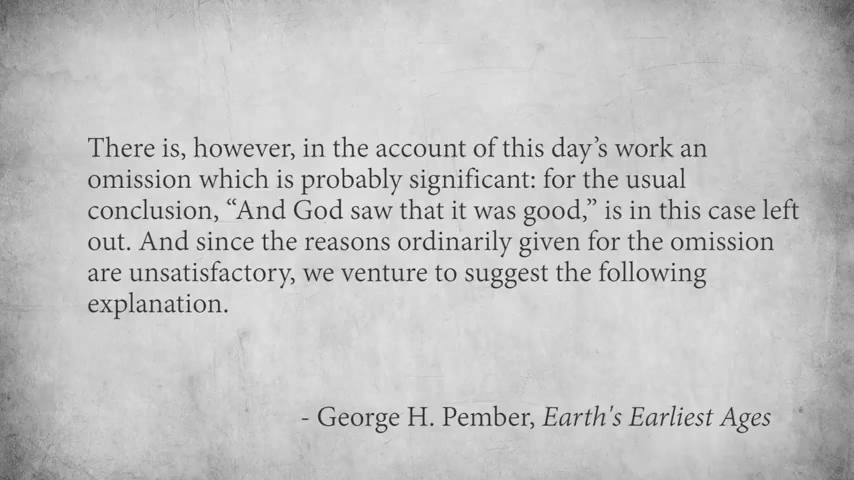 There is, however, in the account of this day’s work an
omission which is probably significant: for the usual
conclusion, “And God saw that it was good,” is in this case left
out. And since the reasons ordinarily given for the omission
are unsatisfactory, we venture to suggest the following
explanation.
- George H. Pember, Earth's Earliest Ages